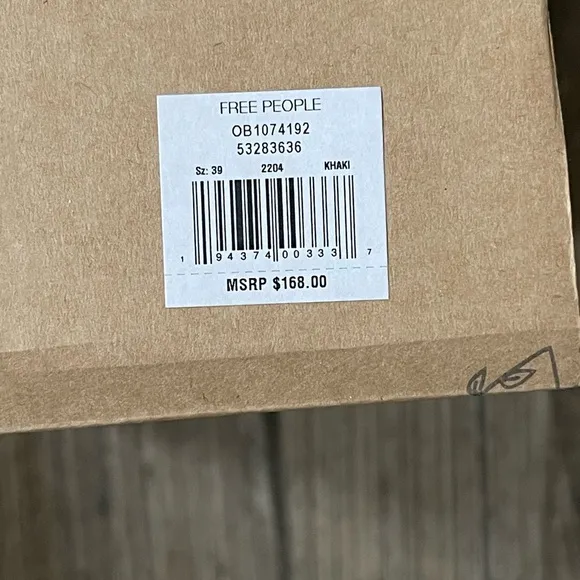 FREE PEOPLE
OB1074192
53283636
Sz: 39 2204 KHAKI
1 94374 00333 7
MSRP $168.00